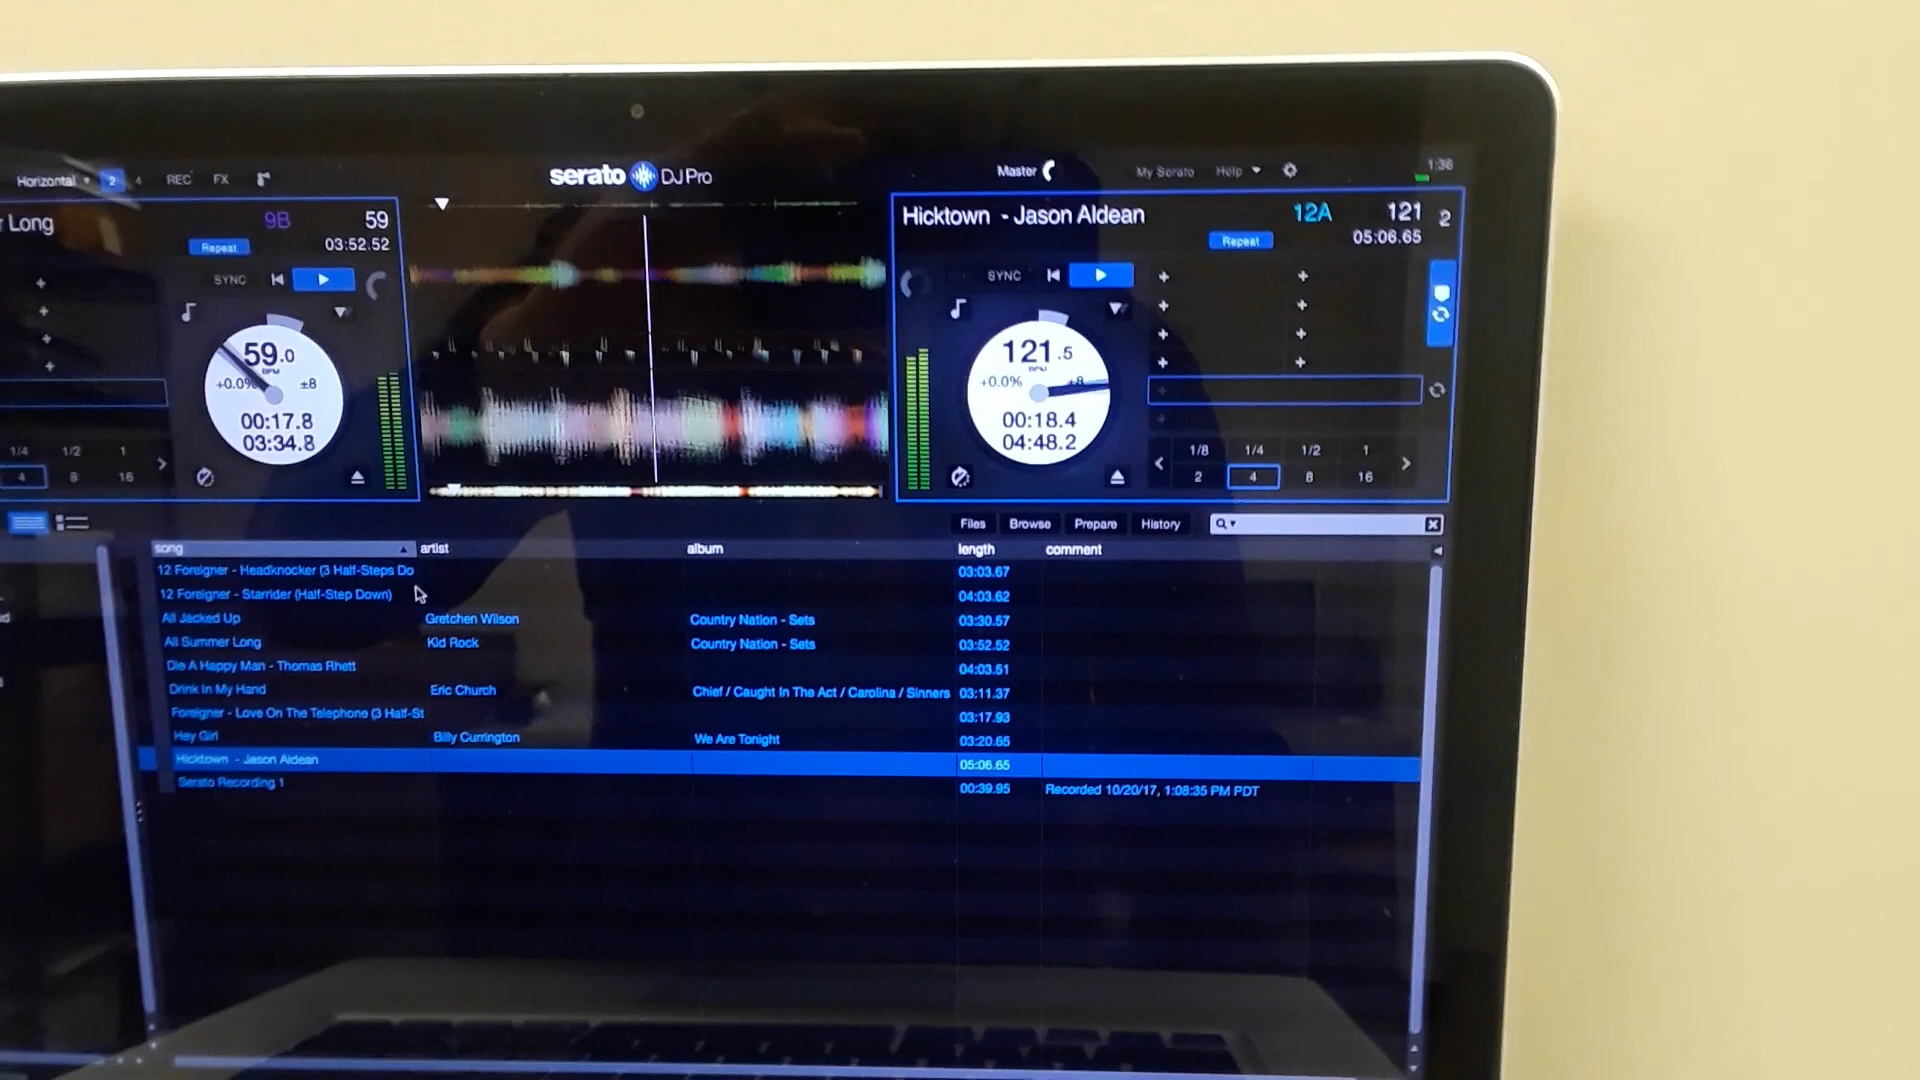 Horizontal 2 4 REC FX serato DJ Pro Master My Serato Help 1:36
r Long 9B 59
Repeat 03:52.52
SYNC
59.0
BPM
+0.0% ±8
00:17.8
03:34.8
1/4 1/2 1
4 8 16
Hicktown - Jason Aldean 12A 121 2
Repeat 05:06.65
SYNC
121.5
BPM
+0.0% ±8
00:18.4
04:48.2
1/8 1/4 1/2 1
2 4 8 16
Files Browse Prepare History
song artist album length comment
12 Foreigner - Headknocker (3 Half-Steps Do 03:03.67
12 Foreigner - Starrider (Half-Step Down) 04:03.62
All Jacked Up Gretchen Wilson Country Nation - Sets 03:30.57
All Summer Long Kid Rock Country Nation - Sets 03:52.52
Die A Happy Man - Thomas Rhett 04:03.51
Drink In My Hand Eric Church Chief / Caught In The Act / Carolina / Sinners 03:11.37
Foreigner - Love On The Telephone (3 Half-St 03:17.93
Hey Girl Billy Currington We Are Tonight 03:20.65
Hicktown - Jason Aldean 05:06.65
Serato Recording 1 00:39.95 Recorded 10/20/17, 1:08:35 PM PDT